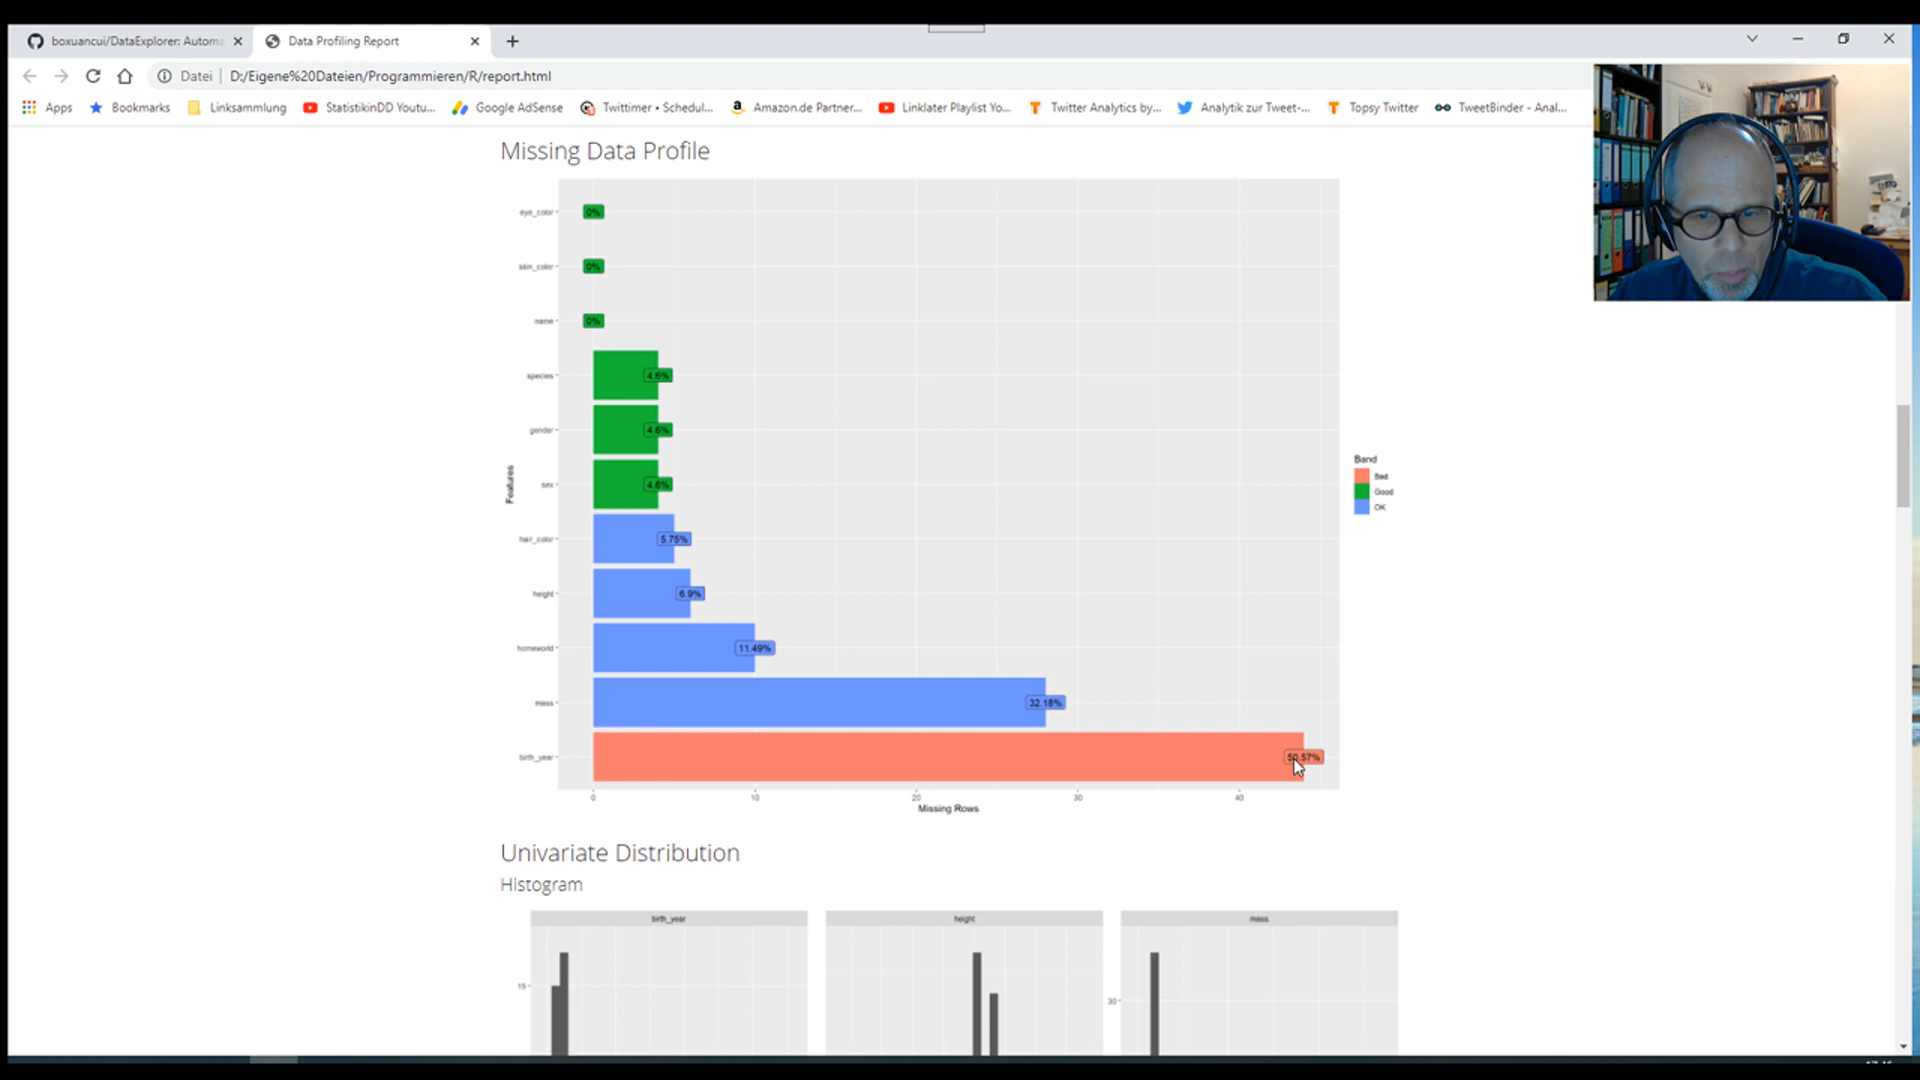 boxuancui/DataExplorer: Autom
Data Profiling Report
Datei
D:/Eigene%20Dateien/Programmieren/R/report.html
Apps
Bookmarks
Linksammlung
StatistikinDD Youtu...
Google AdSense
Twittimer • Schedul...
Amazon.de Partner...
Linklater Playlist Yo...
Twitter Analytics by...
Analytik zur Tweet-...
Topsy Twitter
TweetBinder - Anal...
Missing Data Profile
eye_color
0%
skin_color
0%
name
0%
species
4.6%
gender
4.6%
sex
4.6%
hair_color
5.75%
height
6.9%
homeworld
11.49%
mass
32.18%
birth_year
50.57%
Features
0
10
20
30
40
Missing Rows
Band
Bad
Good
OK
Univariate Distribution
Histogram
birth_year
height
mass
15
30